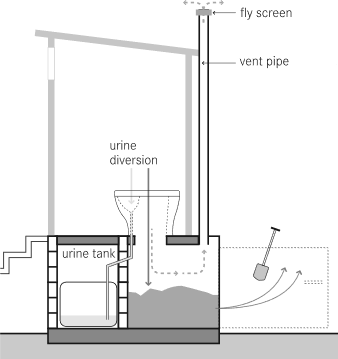 fly screen
vent pipe
urine
diversion
urine tank